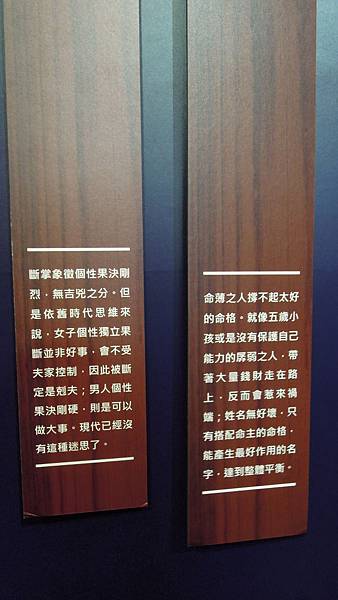 斷掌象徵個性果決剛
烈，無吉兇之分。但
是依舊時代思維來
說，女子個性獨立果
斷並非好事，會不受
夫家控制，因此被斷
定是剋夫；男人個性
果決剛硬，則是可以
做大事。現代已經沒
有這種迷思了。
命薄之人撐不起太好
的命格。就像五歲小
孩或是沒有保護自己
能力的孱弱之人，帶
著大量錢財走在路
上，反而會惹來禍
端；姓名無好壞，只
有搭配命主的命格，
能產生最好作用的名
字，達到整體平衡。